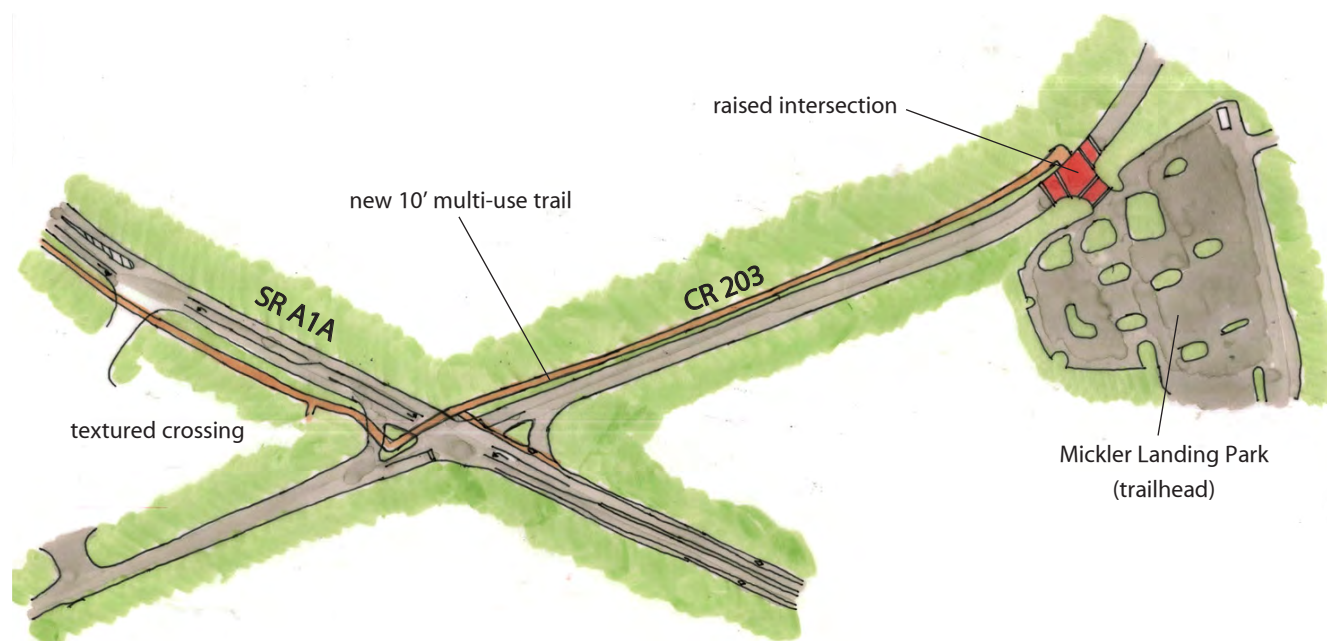 raised intersection
new 10' multi-use trail
SR A1A
CR 203
textured crossing
Mickler Landing Park
(trailhead)